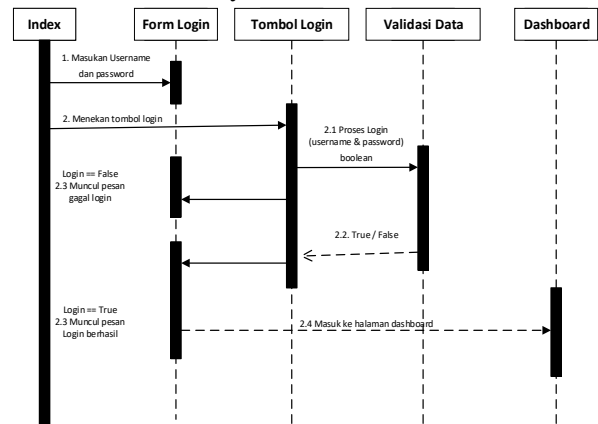 Index
Form Login
Tombol Login
Validasi Data
Dashboard
1. Masukan Username
dan password
2. Menekan tombol login
2.1 Proses Login
(username & password)
boolean
Login == False
2.3 Muncul pesan
gagal login
2.2. True / False
Login == True
2.3 Muncul pesan
Login berhasil
2.4 Masuk ke halaman dashboard